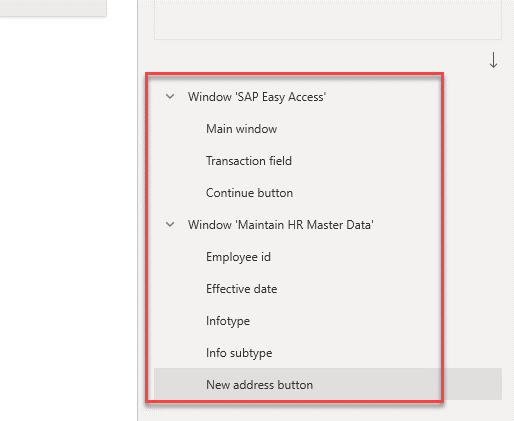 Window 'SAP Easy Access'
Main window
Transaction field
Continue button
Window 'Maintain HR Master Data'
Employee id
Effective date
Infotype
Info subtype
New address button